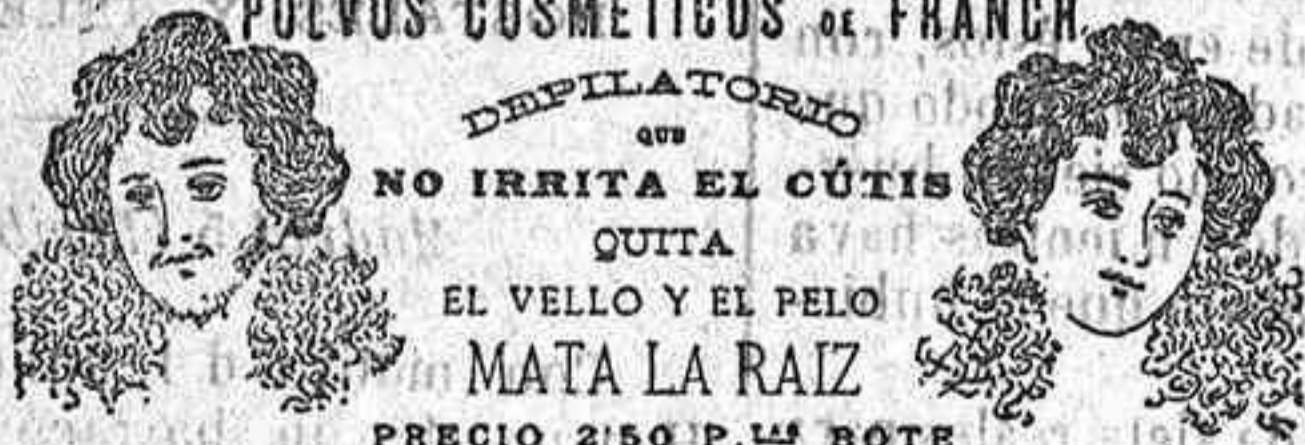 POLVOS COSMÉTICOS DE FRANCH
DEPILATORIO
QUE
NO IRRITA EL CÚTIS
QUITA
EL VELLO Y EL PELO
MATA LA RAIZ
PRECIO 2'50 P.TAS BOTE